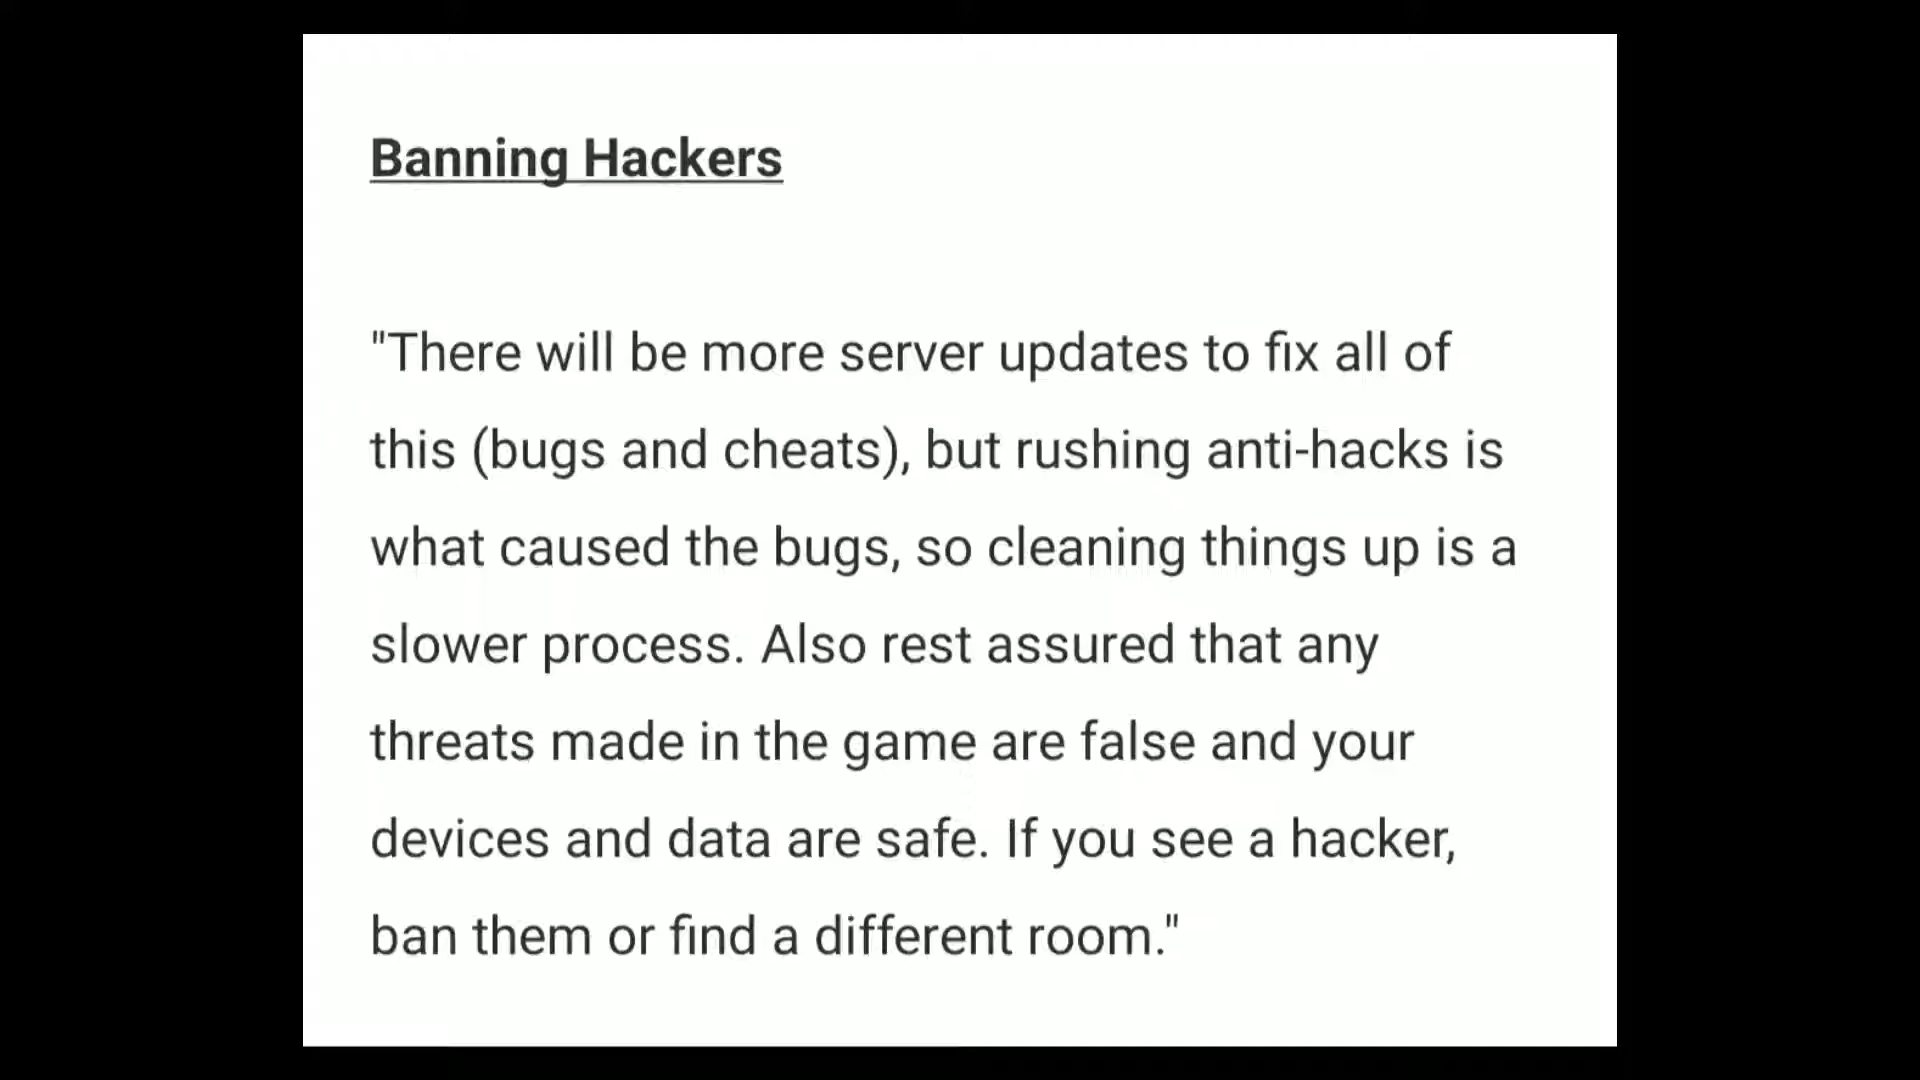 Banning Hackers
"There will be more server updates to fix all of
this (bugs and cheats), but rushing anti-hacks is
what caused the bugs, so cleaning things up is a
slower process. Also rest assured that any
threats made in the game are false and your
devices and data are safe. If you see a hacker,
ban them or find a different room."